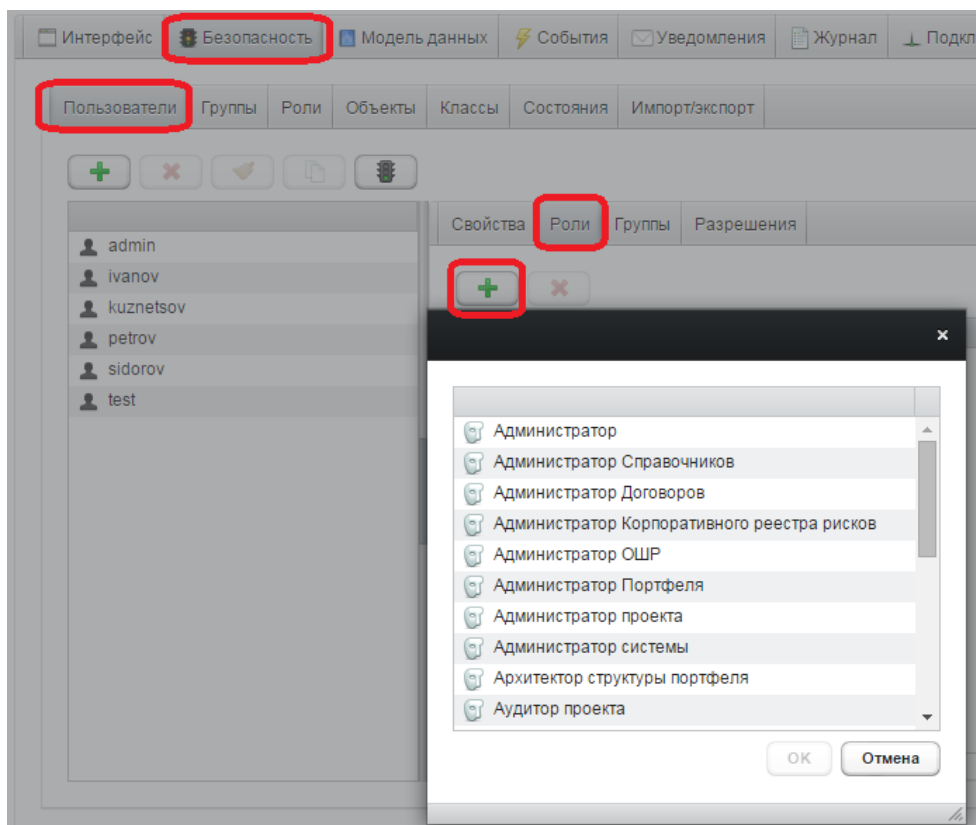 Интерфейс Безопасность Модель данных События Уведомления Журнал Подкл
Пользователи Группы Роли Объекты Классы Состояния Импорт/экспорт
Свойства Роли Группы Разрешения
admin
ivanov
kuznetsov
petrov
sidorov
test
Администратор
Администратор Справочников
Администратор Договоров
Администратор Корпоративного реестра рисков
Администратор ОШР
Администратор Портфеля
Администратор проекта
Администратор системы
Архитектор структуры портфеля
Аудитор проекта
OK Отмена